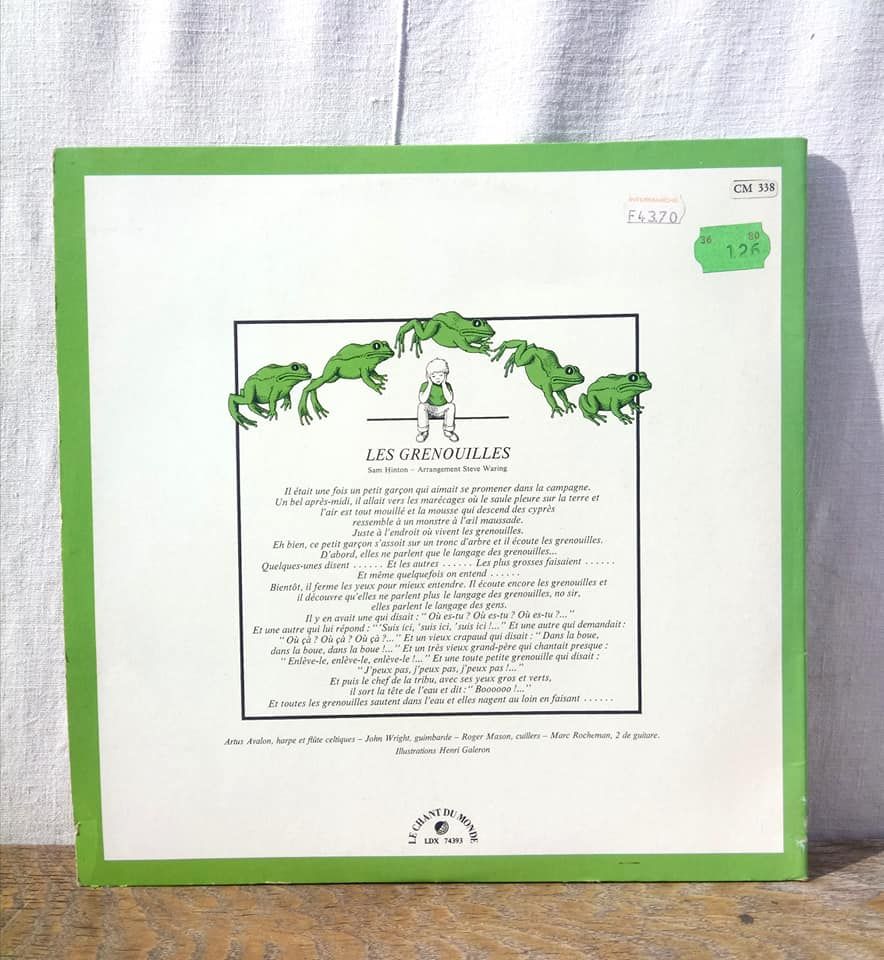 CM 338
INTERMARCHE
F43.70
36 80
1.26
LES GRENOUILLES
Sam Hinton – Arrangement Steve Waring
Il était une fois un petit garçon qui aimait se promener dans la campagne.
Un bel après-midi, il allait vers les marécages où le saule pleure sur la terre et
l'air est tout mouillé et la mousse qui descend des cyprès
ressemble à un monstre à l'œil maussade.
Juste à l'endroit où vivent les grenouilles.
Eh bien, ce petit garçon s'assoit sur un tronc d'arbre et il écoute les grenouilles.
D'abord, elles ne parlent que le langage des grenouilles...
Quelques-unes disent ...... Et les autres ...... Les plus grosses faisaient ......
Et même quelquefois on entend ......
Bientôt, il ferme les yeux pour mieux entendre. Il écoute encore les grenouilles et
il découvre qu'elles ne parlent plus le langage des grenouilles, no sir,
elles parlent le langage des gens.
Il y en avait une qui disait : " Où es-tu ? Où es-tu ? Où es-tu ?..."
Et une autre qui lui répond : "'Suis ici, 'suis ici, 'suis ici !..." Et une autre qui demandait :
" Où çà ? Où çà ? Où çà ?..." Et un vieux crapaud qui disait : " Dans la boue,
dans la boue, dans la boue !..." Et un très vieux grand-père qui chantait presque :
" Enlève-le, enlève-le, enlève-le !..." Et une toute petite grenouille qui disait :
" J'peux pas, j'peux pas, j'peux pas !..."
Et puis le chef de la tribu, avec ses yeux gros et verts,
il sort la tête de l'eau et dit : " Boooooo !..."
Et toutes les grenouilles sautent dans l'eau et elles nagent au loin en faisant ......
Artus Avalon, harpe et flûte celtiques – John Wright, guimbarde – Roger Mason, cuillers – Marc Rocheman, 2 de guitare.
Illustrations Henri Galeron
LE CHANT DU MONDE
LDX 74393